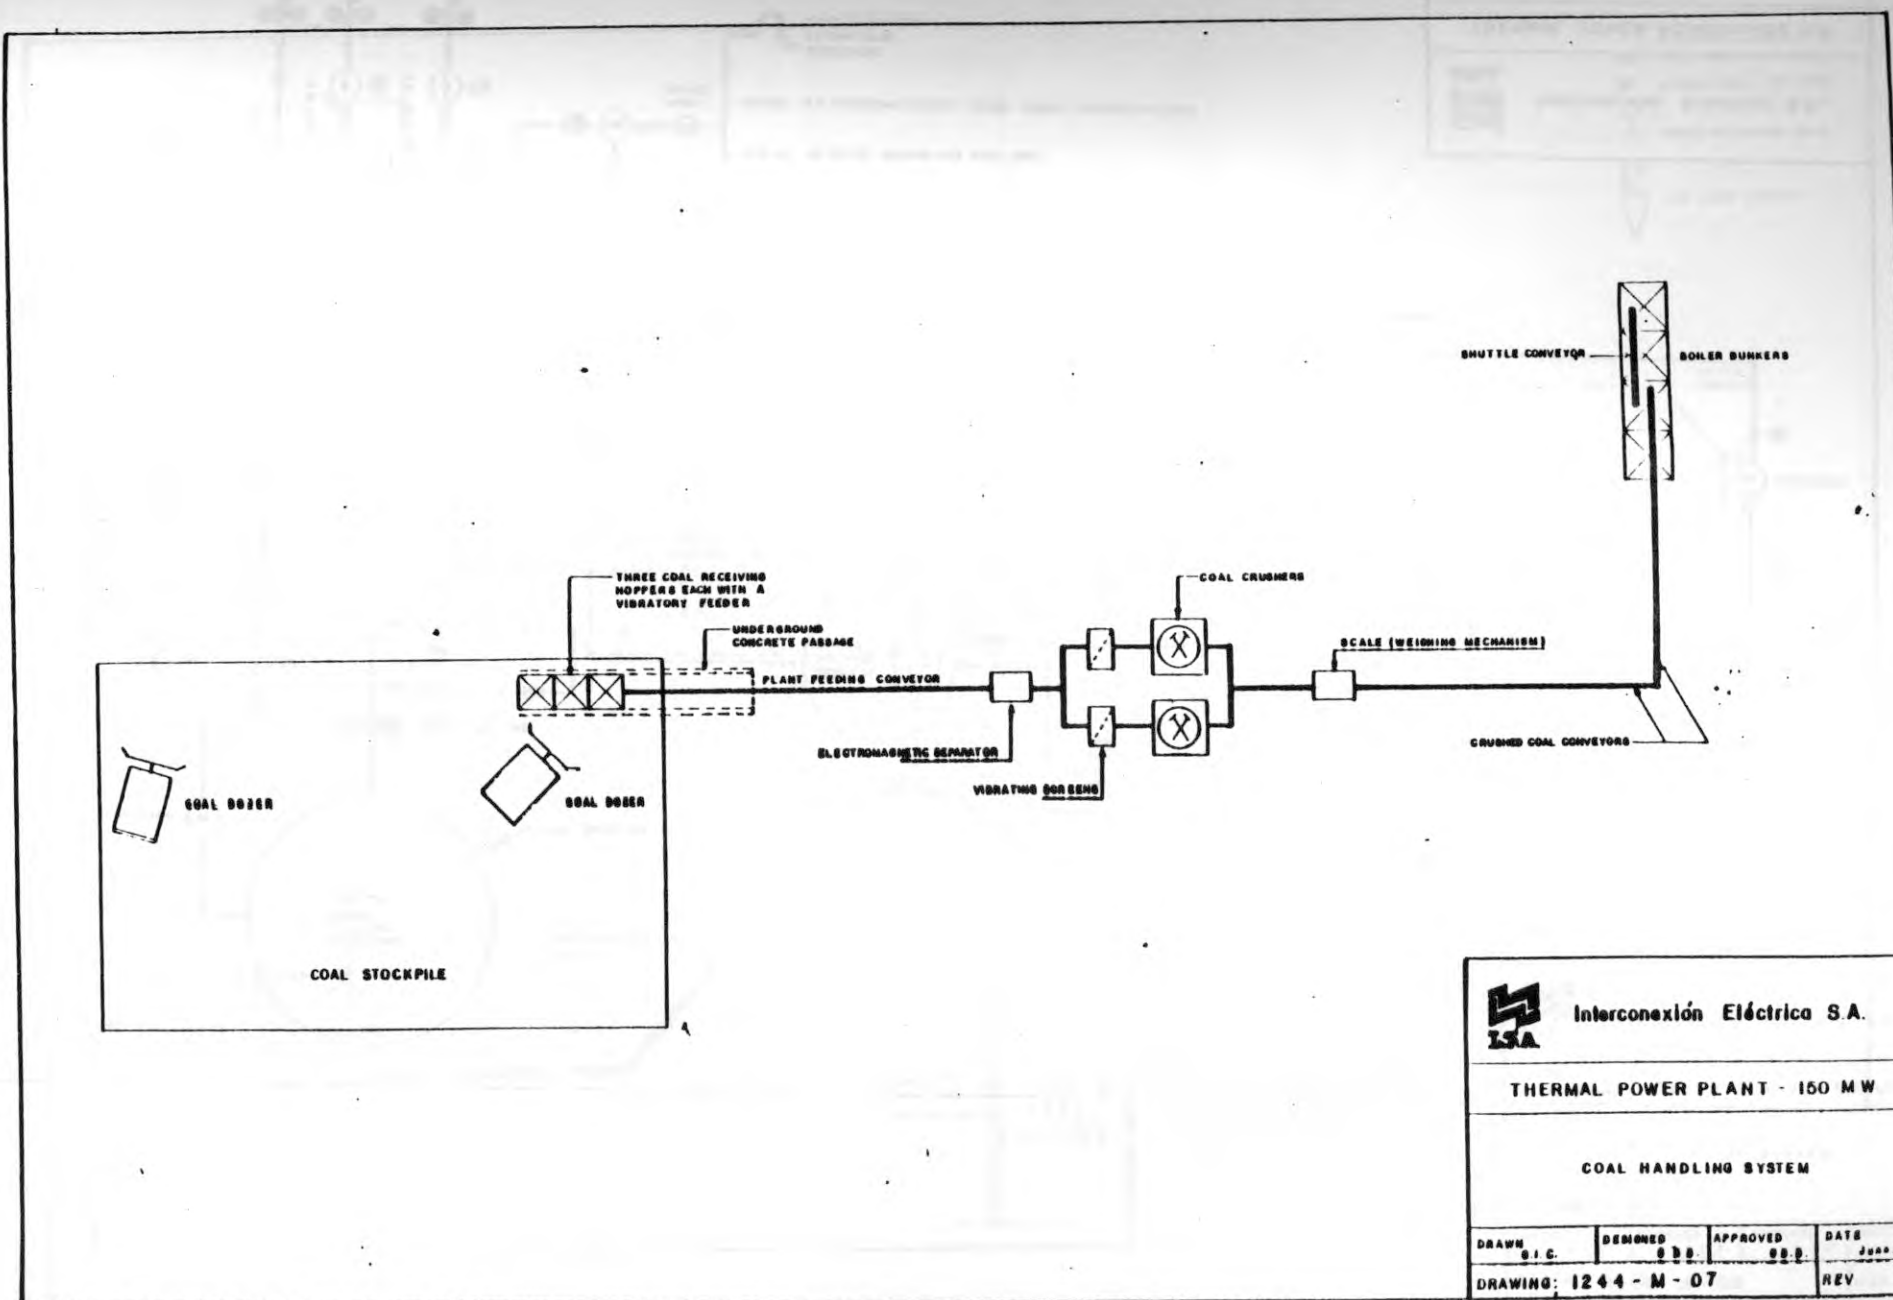 SHUTTLE CONVEYOR
BOILER BUNKERS
THREE COAL RECEIVING
HOPPERS EACH WITH A
VIBRATORY FEEDER
UNDERGROUND
CONCRETE PASSAGE
COAL CRUSHERS
SCALE (WEIGHING MECHANISM)
PLANT FEEDING CONVEYOR
ELECTROMAGNETIC SEPARATOR
VIBRATING SCREENS
CRUSHED COAL CONVEYORS
COAL DOZER
COAL DOZER
COAL STOCKPILE
I.S.A.
Interconexión Eléctrica S.A.
THERMAL POWER PLANT - 150 MW
COAL HANDLING SYSTEM
DRAWN
DESIGNED
APPROVED
DATE
DRAWING: 1244-M-07
REV